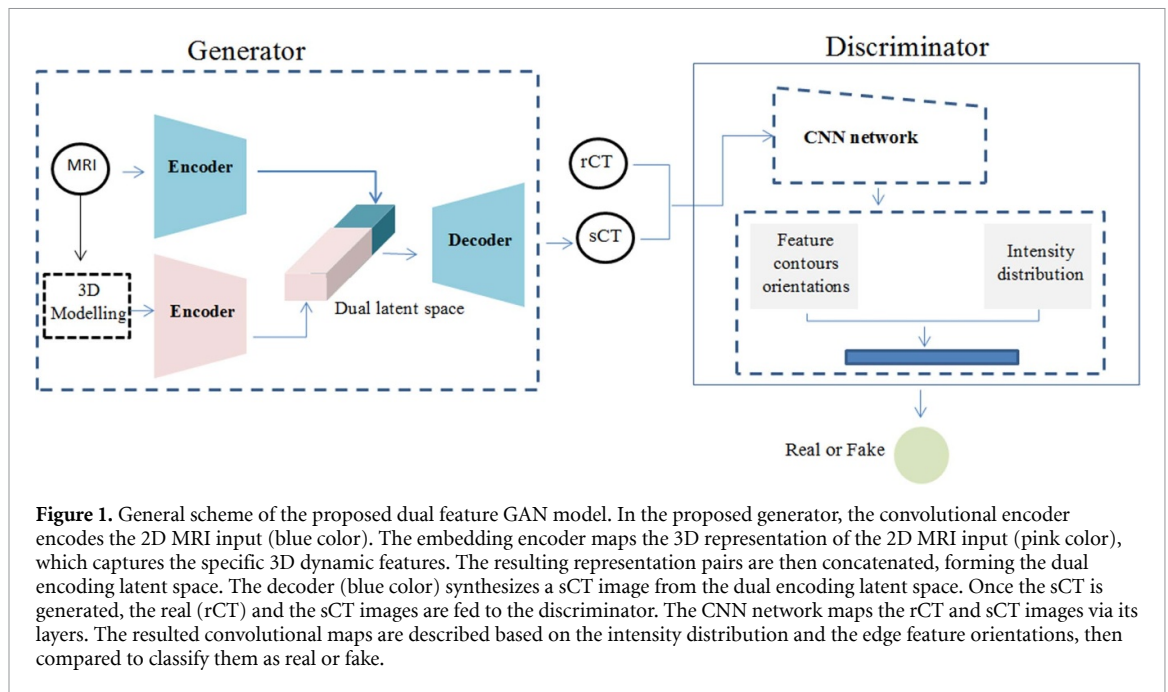 Generator
Discriminator
MRI
Encoder
3D
Modelling
Encoder
Dual latent space
Decoder
rCT
sCT
CNN network
Feature
contours
orientations
Intensity
distribution
Real or Fake
Figure 1. General scheme of the proposed dual feature GAN model. In the proposed generator, the convolutional encoder
encodes the 2D MRI input (blue color). The embedding encoder maps the 3D representation of the 2D MRI input (pink color),
which captures the specific 3D dynamic features. The resulting representation pairs are then concatenated, forming the dual
encoding latent space. The decoder (blue color) synthesizes a sCT image from the dual encoding latent space. Once the sCT is
generated, the real (rCT) and the sCT images are fed to the discriminator. The CNN network maps the rCT and sCT images via its
layers. The resulted convolutional maps are described based on the intensity distribution and the edge feature orientations, then
compared to classify them as real or fake.